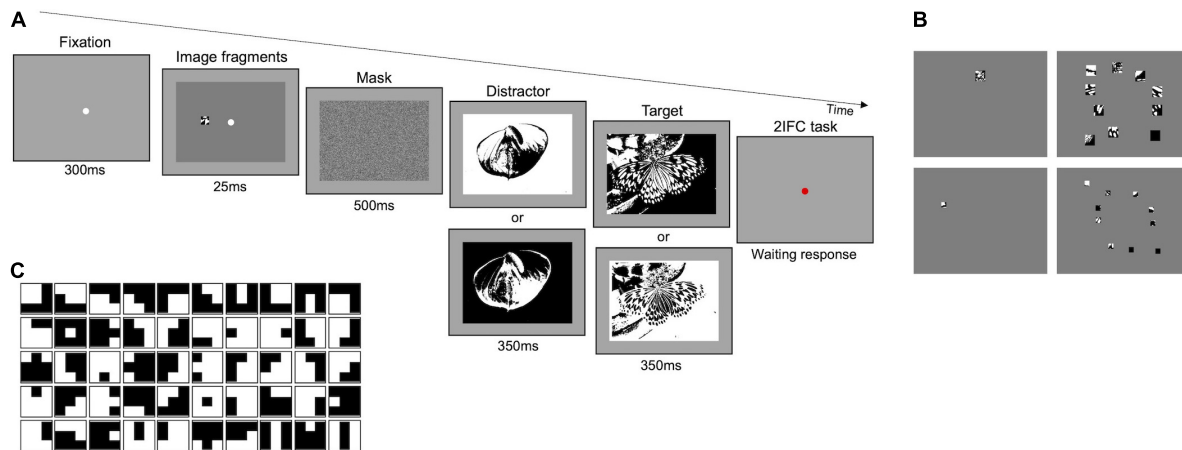 A
Fixation
300ms
Image fragments
25ms
Mask
500ms
Distractor
or
350ms
Target
or
350ms
Time
2IFC task
Waiting response
B
C